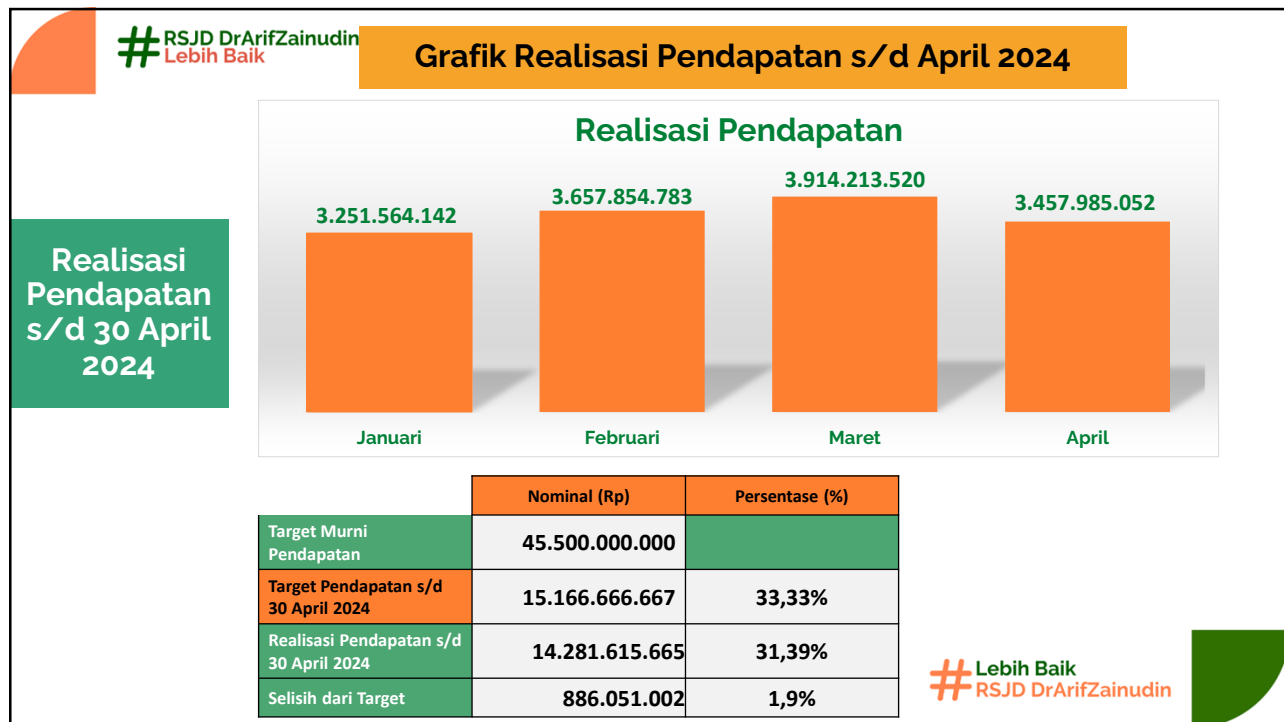 # RSJD DrArifZainudin
Lebih Baik
Grafik Realisasi Pendapatan s/d April 2024
Realisasi
Pendapatan
s/d 30 April
2024
Realisasi Pendapatan
3.251.564.142
3.657.854.783
3.914.213.520
3.457.985.052
Januari
Februari
Maret
April
Nominal (Rp)
Persentase (%)
Target Murni
Pendapatan
45.500.000.000
Target Pendapatan s/d
30 April 2024
15.166.666.667
33,33%
Realisasi Pendapatan s/d
30 April 2024
14.281.615.665
31,39%
Selisih dari Target
886.051.002
1,9%
# Lebih Baik
RSJD DrArifZainudin